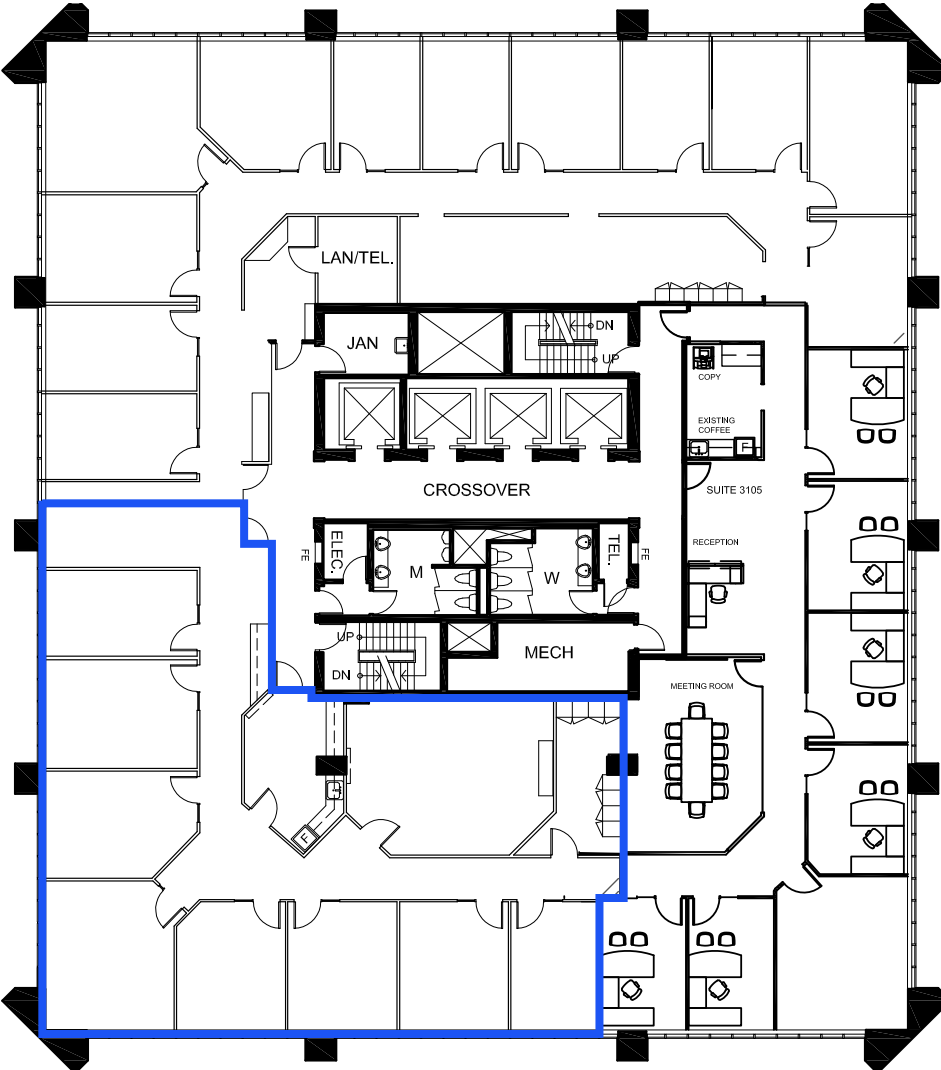 LAN/TEL.
JAN
DN
UP
COPY
EXISTING
COFFEE
F
CROSSOVER
SUITE 3105
ELEC.
FE
M
W
TEL.
FE
RECEPTION
UP
DN
MECH
MEETING ROOM
F